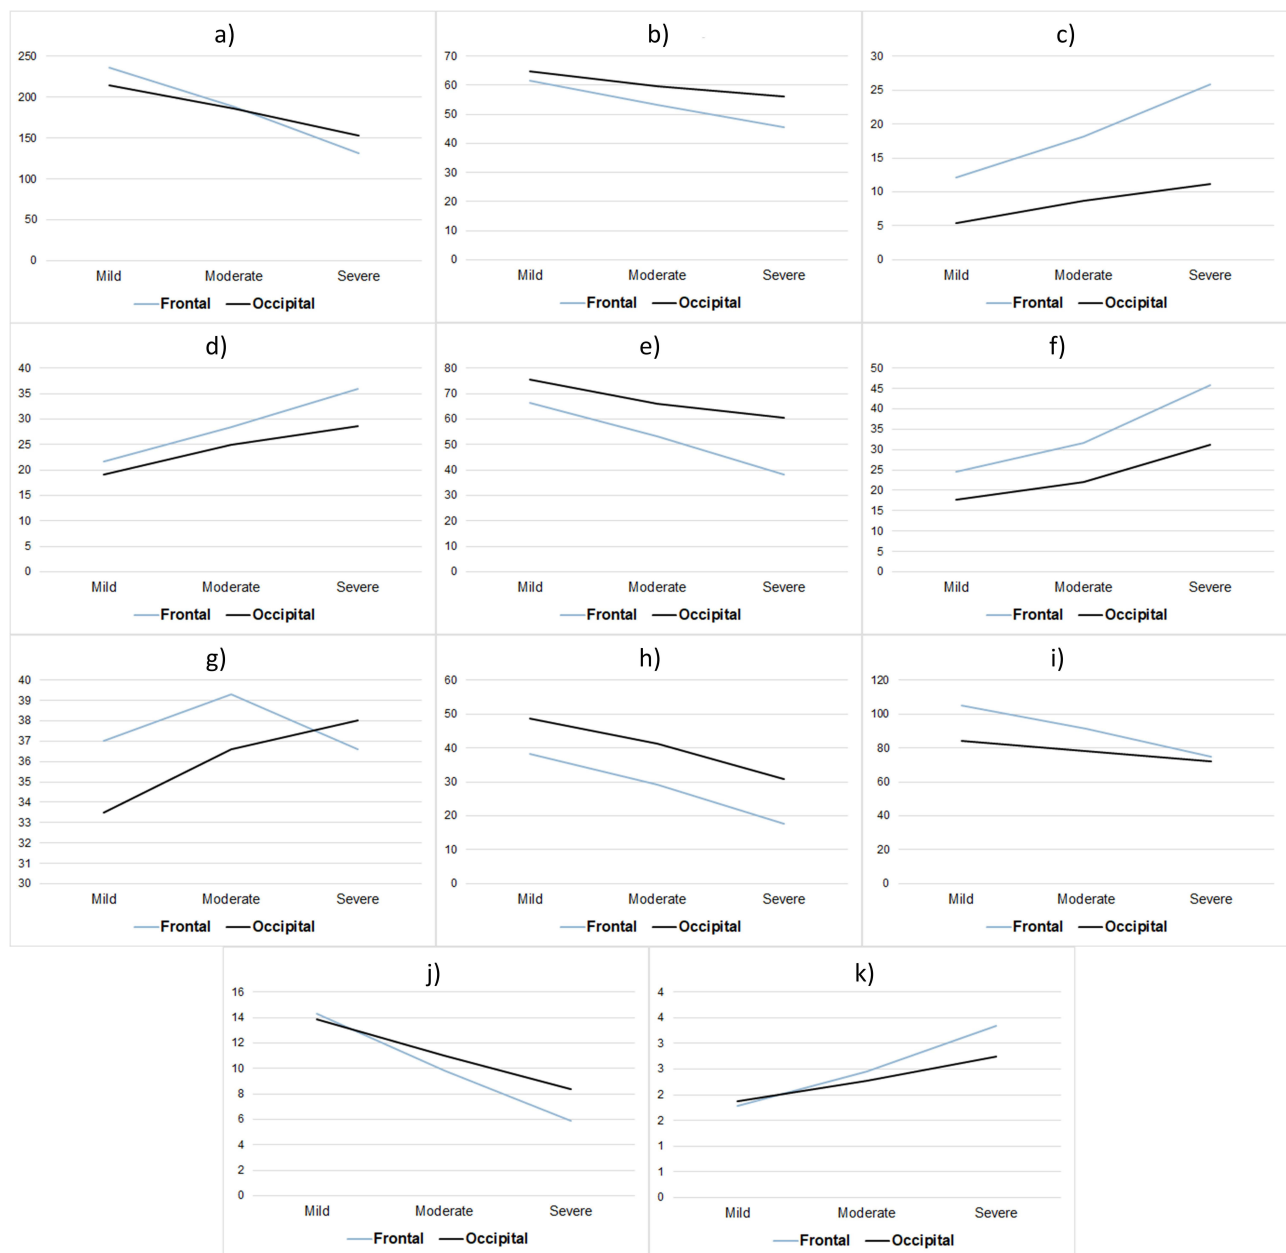 a)
250
200
150
100
50
0
Mild Moderate Severe
Frontal Occipital
b)
70
60
50
40
30
20
10
0
Mild Moderate Severe
Frontal Occipital
c)
30
25
20
15
10
5
0
Mild Moderate Severe
Frontal Occipital
d)
40
35
30
25
20
15
10
5
0
Mild Moderate Severe
Frontal Occipital
e)
80
70
60
50
40
30
20
10
0
Mild Moderate Severe
Frontal Occipital
f)
50
45
40
35
30
25
20
15
10
5
0
Mild Moderate Severe
Frontal Occipital
g)
40
39
38
37
36
35
34
33
32
31
30
Mild Moderate Severe
Frontal Occipital
h)
60
50
40
30
20
10
0
Mild Moderate Severe
Frontal Occipital
i)
120
100
80
60
40
20
0
Mild Moderate Severe
Frontal Occipital
j)
16
14
12
10
8
6
4
2
0
Mild Moderate Severe
Frontal Occipital
k)
4
4
3
3
2
2
1
1
0
Mild Moderate Severe
Frontal Occipital